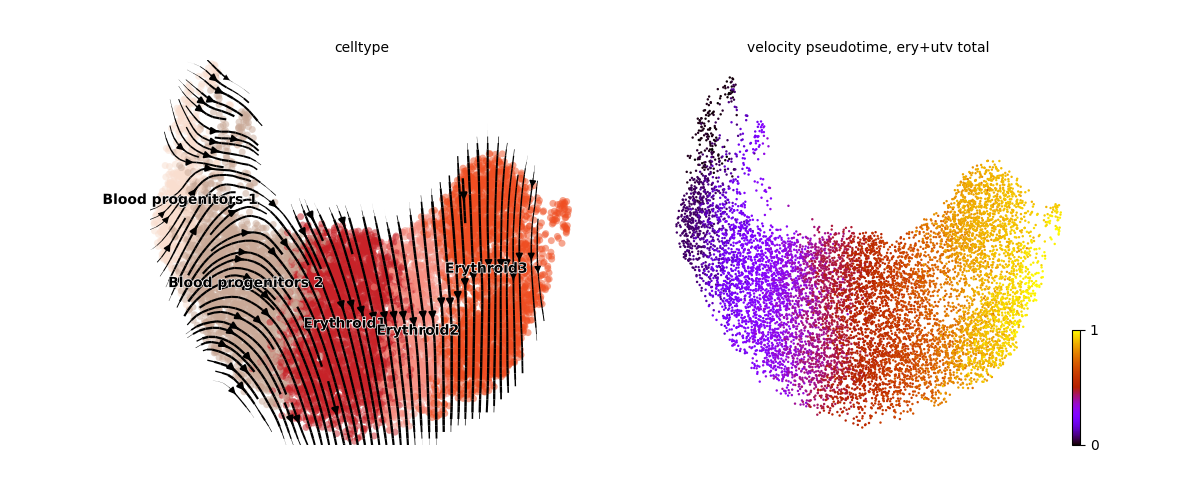 celltype
velocity pseudotime, ery+utv total
Blood progenitors 1
Blood progenitors 2
Erythroid3
Erythroid1
Erythroid2
1
0